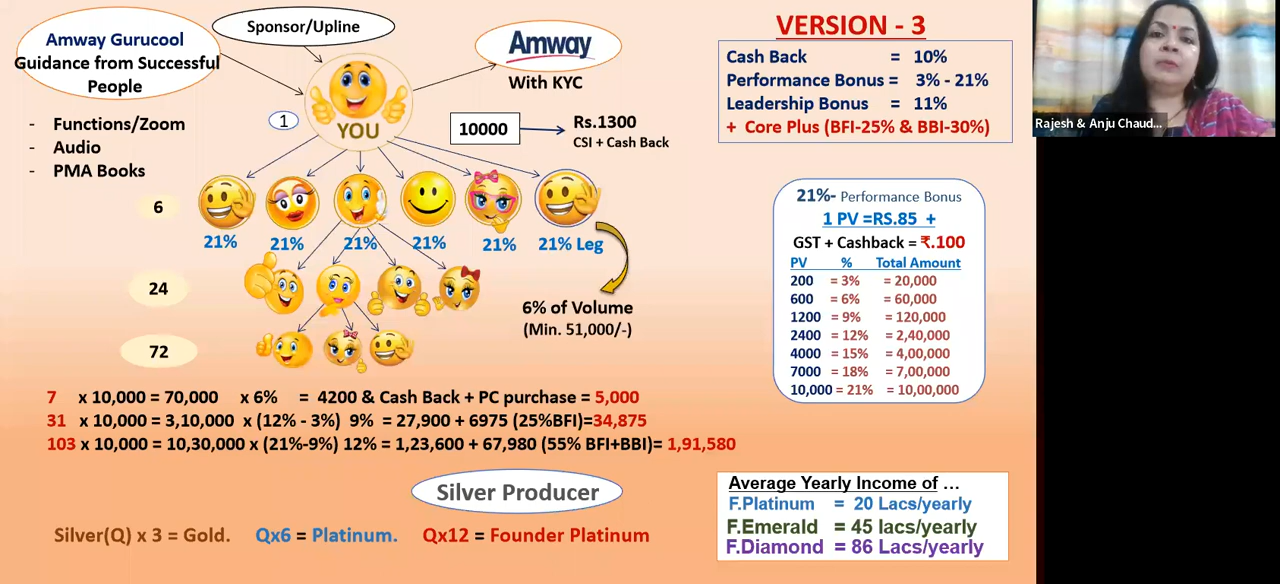 Amway Gurucool
Guidance from Successful
People
- Functions/Zoom
- Audio
- PMA Books
Sponsor/Upline
Amway
With KYC
1
YOU
10000
Rs.1300
CSI + Cash Back
6
21%
21%
21%
21%
21%
21% Leg
24
6% of Volume
(Min. 51,000/-)
72
7 x 10,000 = 70,000 x 6% = 4200 & Cash Back + PC purchase = 5,000
31 x 10,000 = 3,10,000 x (12% - 3%) 9% = 27,900 + 6975 (25%BFI)=34,875
103 x 10,000 = 10,30,000 x (21%-9%) 12% = 1,23,600 + 67,980 (55% BFI+BBI)= 1,91,580
Silver Producer
Silver(Q) x 3 = Gold. Qx6 = Platinum. Qx12 = Founder Platinum
VERSION - 3
Cash Back = 10%
Performance Bonus = 3% - 21%
Leadership Bonus = 11%
+ Core Plus (BFI-25% & BBI-30%)
21%- Performance Bonus
1 PV =RS.85 +
GST + Cashback = ₹.100
PV % Total Amount
200 = 3% = 20,000
600 = 6% = 60,000
1200 = 9% = 120,000
2400 = 12% = 2,40,000
4000 = 15% = 4,00,000
7000 = 18% = 7,00,000
10,000 = 21% = 10,00,000
Average Yearly Income of ...
F.Platinum = 20 Lacs/yearly
F.Emerald = 45 lacs/yearly
F.Diamond = 86 Lacs/yearly
Rajesh & Anju Chaud...